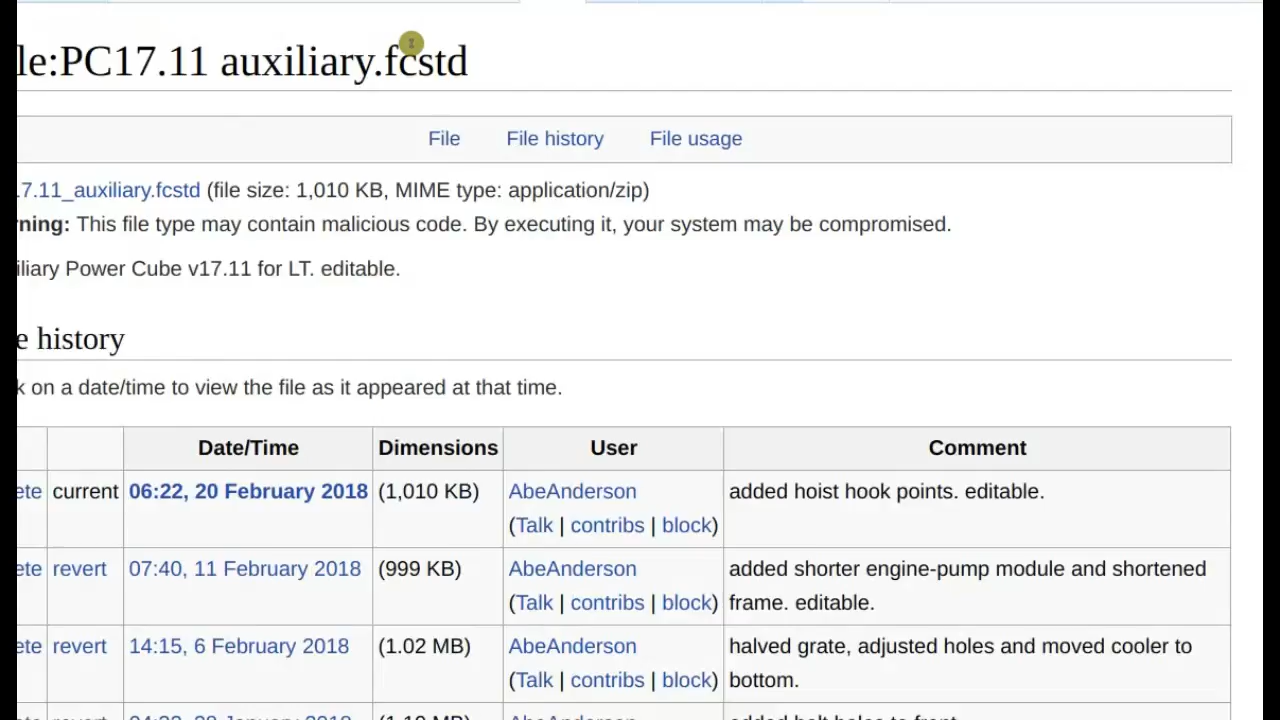 le:PC17.11 auxiliary.fcstd
File File history File usage
17.11_auxiliary.fcstd (file size: 1,010 KB, MIME type: application/zip)
rning: This file type may contain malicious code. By executing it, your system may be compromised.
iliary Power Cube v17.11 for LT. editable.
e history
k on a date/time to view the file as it appeared at that time.
Date/Time Dimensions User Comment
ete current 06:22, 20 February 2018 (1,010 KB) AbeAnderson added hoist hook points. editable.
(Talk | contribs | block)
ete revert 07:40, 11 February 2018 (999 KB) AbeAnderson added shorter engine-pump module and shortened
(Talk | contribs | block) frame. editable.
ete revert 14:15, 6 February 2018 (1.02 MB) AbeAnderson halved grate, adjusted holes and moved cooler to
(Talk | contribs | block) bottom.